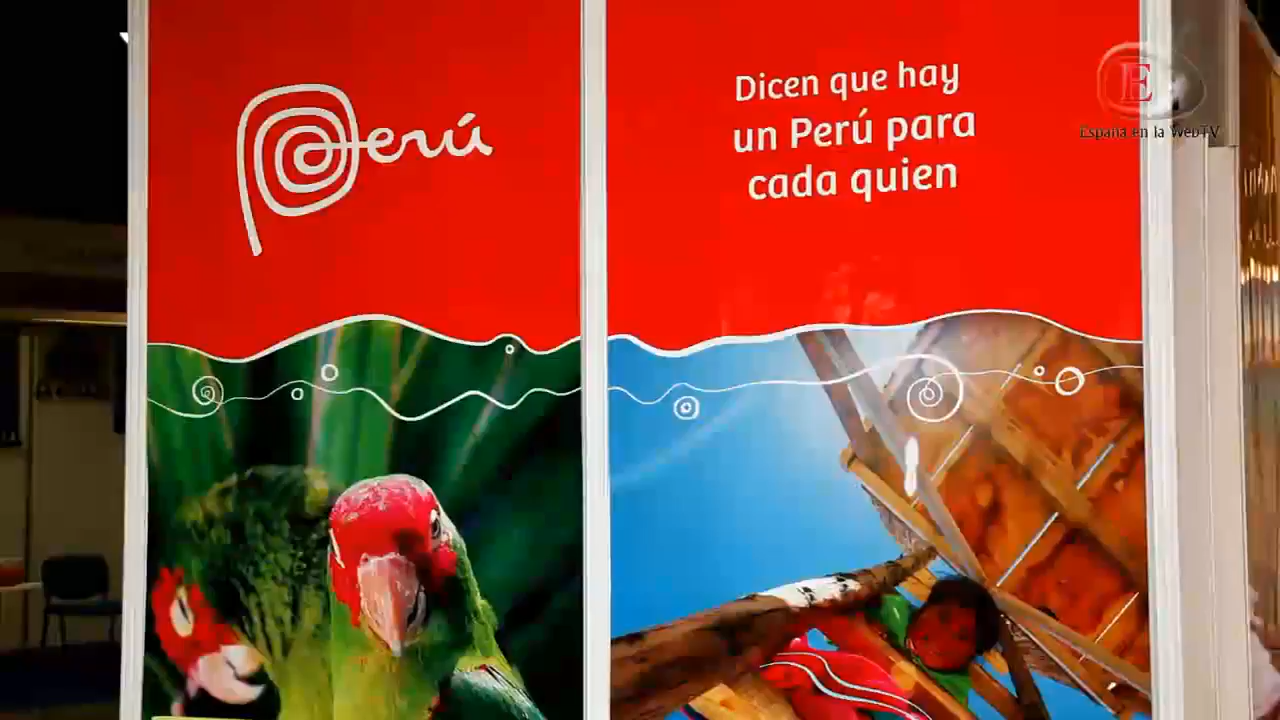 Perú
Dicen que hay
un Perú para
cada quien
E
España en la WebTV